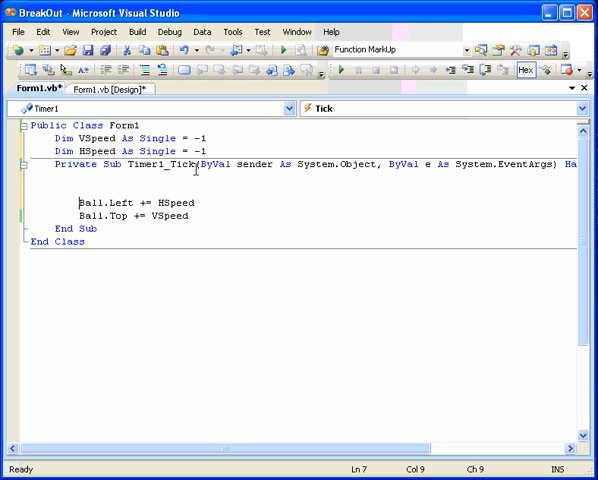 BreakOut - Microsoft Visual Studio
File Edit View Project Build Debug Data Tools Test Window Help
Function MarkUp
Hex
Form1.vb* Form1.vb [Design]*
Timer1 Tick
Public Class Form1
Dim VSpeed As Single = -1
Dim HSpeed As Single = -1
Private Sub Timer1_Tick(ByVal sender As System.Object, ByVal e As System.EventArgs) Ha
Ball.Left += HSpeed
Ball.Top += VSpeed
End Sub
End Class
Ready Ln 7 Col 9 Ch 9 INS